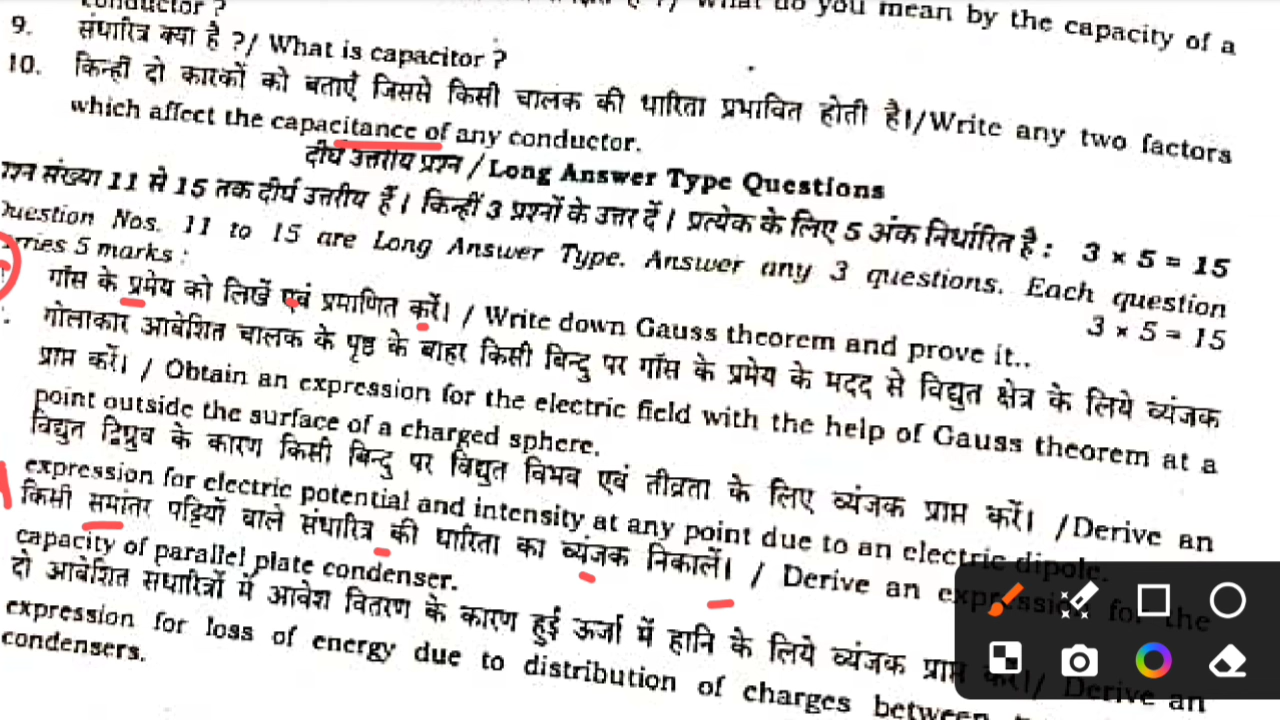 conductor ? What do you mean by the capacity of a
9. संधारित्र क्या है ?/ What is capacitor ?
10. किन्हीं दो कारकों को बताएँ जिससे किसी चालक की धारिता प्रभावित होती है।/Write any two factors
which affect the capacitance of any conductor.
दीर्घ उत्तरीय प्रश्न / Long Answer Type Questions
प्रश्न संख्या 11 से 15 तक दीर्घ उत्तरीय हैं। किन्हीं 3 प्रश्नों के उत्तर दें। प्रत्येक के लिए 5 अंक निर्धारित है : 3 × 5 = 15
Question Nos. 11 to 15 are Long Answer Type. Answer any 3 questions. Each question
carries 5 marks : 3 × 5 = 15
गॉस के प्रमेय को लिखें एवं प्रमाणित करें। / Write down Gauss theorem and prove it..
गोलाकार आवेशित चालक के पृष्ठ के बाहर किसी बिन्दु पर गॉस के प्रमेय के मदद से विद्युत क्षेत्र के लिये व्यंजक
प्राप्त करें। / Obtain an expression for the electric field with the help of Gauss theorem at a
point outside the surface of a charged sphere.
विद्युत द्विध्रुव के कारण किसी बिन्दु पर विद्युत विभव एवं तीव्रता के लिए व्यंजक प्राप्त करें। /Derive an
expression for electric potential and intensity at any point due to an electric dipole.
किसी समांतर पट्टियों वाले संधारित्र की धारिता का व्यंजक निकालें। / Derive an expression for the
capacity of parallel plate condenser.
दो आवेशित संधारित्रों में आवेश वितरण के कारण हुई ऊर्जा में हानि के लिये व्यंजक प्राप्त करें।/ Derive an
expression for loss of energy due to distribution of charges between
condensers.